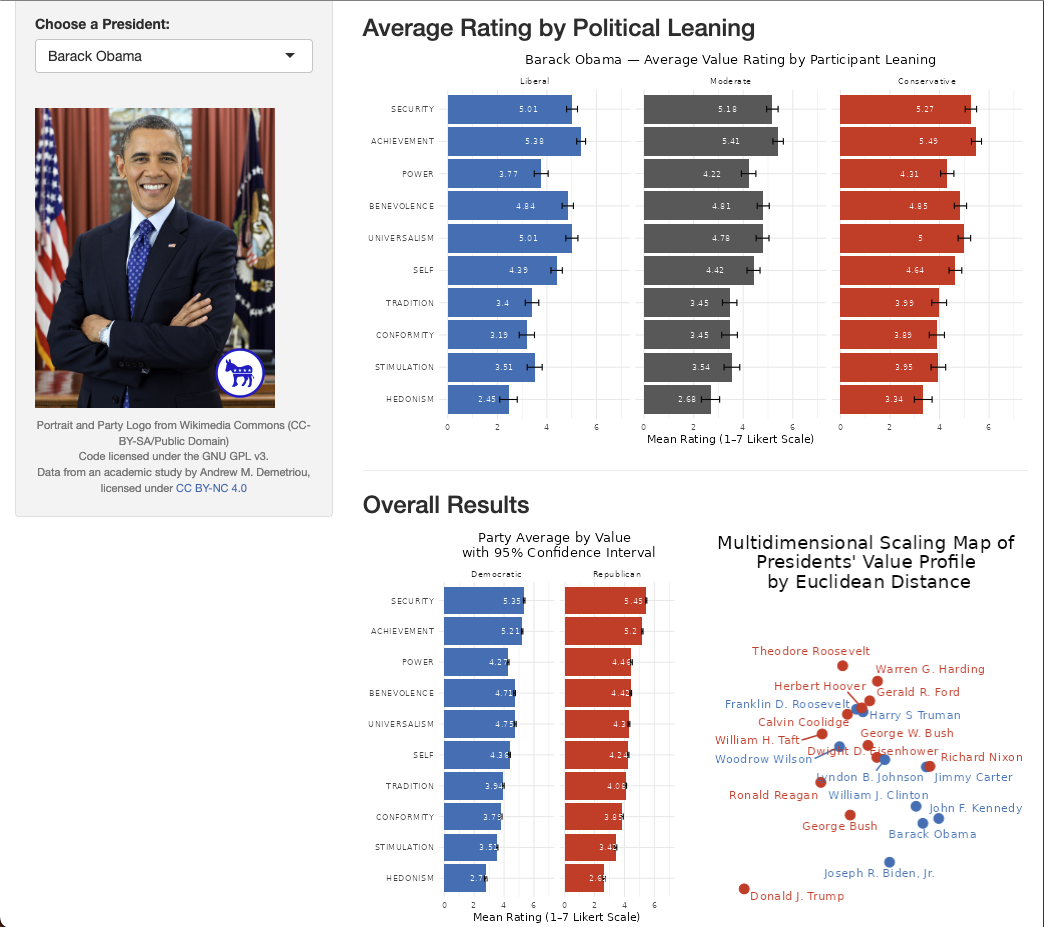 Choose a President:
Barack Obama
Portrait and Party Logo from Wikimedia Commons (CC-
BY-SA/Public Domain)
Code licensed under the GNU GPL v3.
Data from an academic study by Andrew M. Demetriou,
licensed under CC BY-NC 4.0
Average Rating by Political Leaning
Barack Obama — Average Value Rating by Participant Leaning
Liberal Moderate Conservative
SECURITY 5.01 5.18 5.27
ACHIEVEMENT 5.38 5.41 5.49
POWER 3.77 4.22 4.31
BENEVOLENCE 4.84 4.81 4.85
UNIVERSALISM 5.01 4.78 5
SELF 4.39 4.42 4.64
TRADITION 3.4 3.45 3.99
CONFORMITY 3.19 3.45 3.89
STIMULATION 3.51 3.54 3.95
HEDONISM 2.45 2.68 3.34
0 2 4 6 0 2 4 6 0 2 4 6
Mean Rating (1–7 Likert Scale)
Overall Results
Party Average by Value
with 95% Confidence Interval
Democratic Republican
SECURITY 5.35 5.45
ACHIEVEMENT 5.21 5.2
POWER 4.27 4.46
BENEVOLENCE 4.71 4.42
UNIVERSALISM 4.75 4.3
SELF 4.36 4.24
TRADITION 3.94 4.08
CONFORMITY 3.79 3.85
STIMULATION 3.51 3.42
HEDONISM
0 2 4 6 0 2 4 6
Mean Rating (1–7 Likert Scale)
Multidimensional Scaling Map of
Presidents' Value Profile
by Euclidean Distance
Theodore Roosevelt
Warren G. Harding
Herbert Hoover
Gerald R. Ford
Franklin D. Roosevelt
Harry S Truman
Calvin Coolidge
George W. Bush
William H. Taft
Dwight D. Eisenhower
Woodrow Wilson
Richard Nixon
Lyndon B. Johnson
Jimmy Carter
Ronald Reagan
William J. Clinton
John F. Kennedy
George Bush
Barack Obama
Joseph R. Biden, Jr.
Donald J. Trump